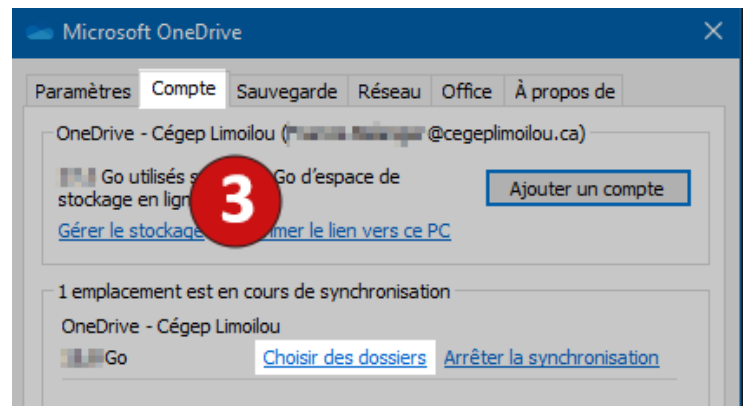 Microsoft OneDrive
Paramètres Compte Sauvegarde Réseau Office À propos de
OneDrive - Cégep Limoilou ( @cegeplimoilou.ca)
Go utilisés Go d'espace de
stockage en lign
3
Ajouter un compte
Gérer le stockage le lien vers ce PC
1 emplacement est en cours de synchronisation
OneDrive - Cégep Limoilou
Go Choisir des dossiers Arrêter la synchronisation